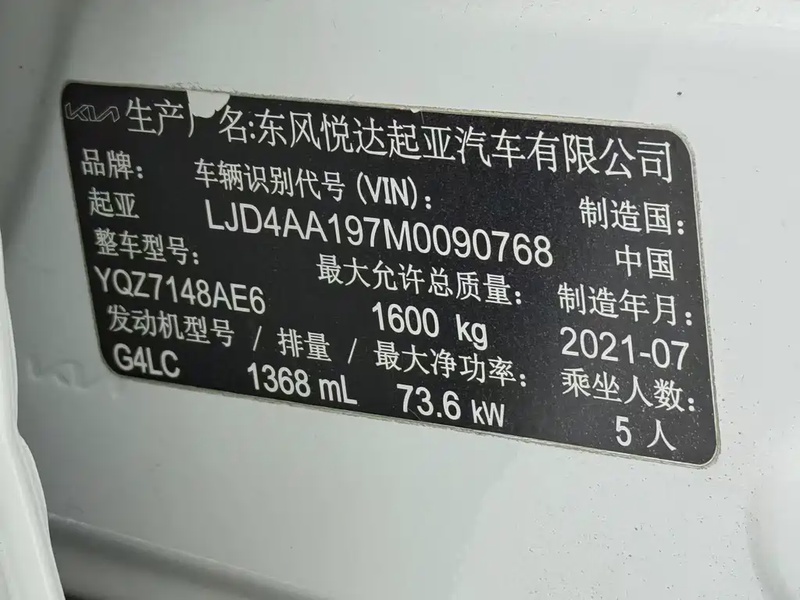 KIA 生产厂名:东风悦达起亚汽车有限公司
品牌: 车辆识别代号(VIN): 制造国:
起亚 LJD4AA197M0090768 中国
整车型号: 最大允许总质量: 制造年月:
YQZ7148AE6 1600 kg 2021-07
发动机型号 / 排量 / 最大净功率: 乘坐人数:
G4LC 1368 mL 73.6 kW 5 人